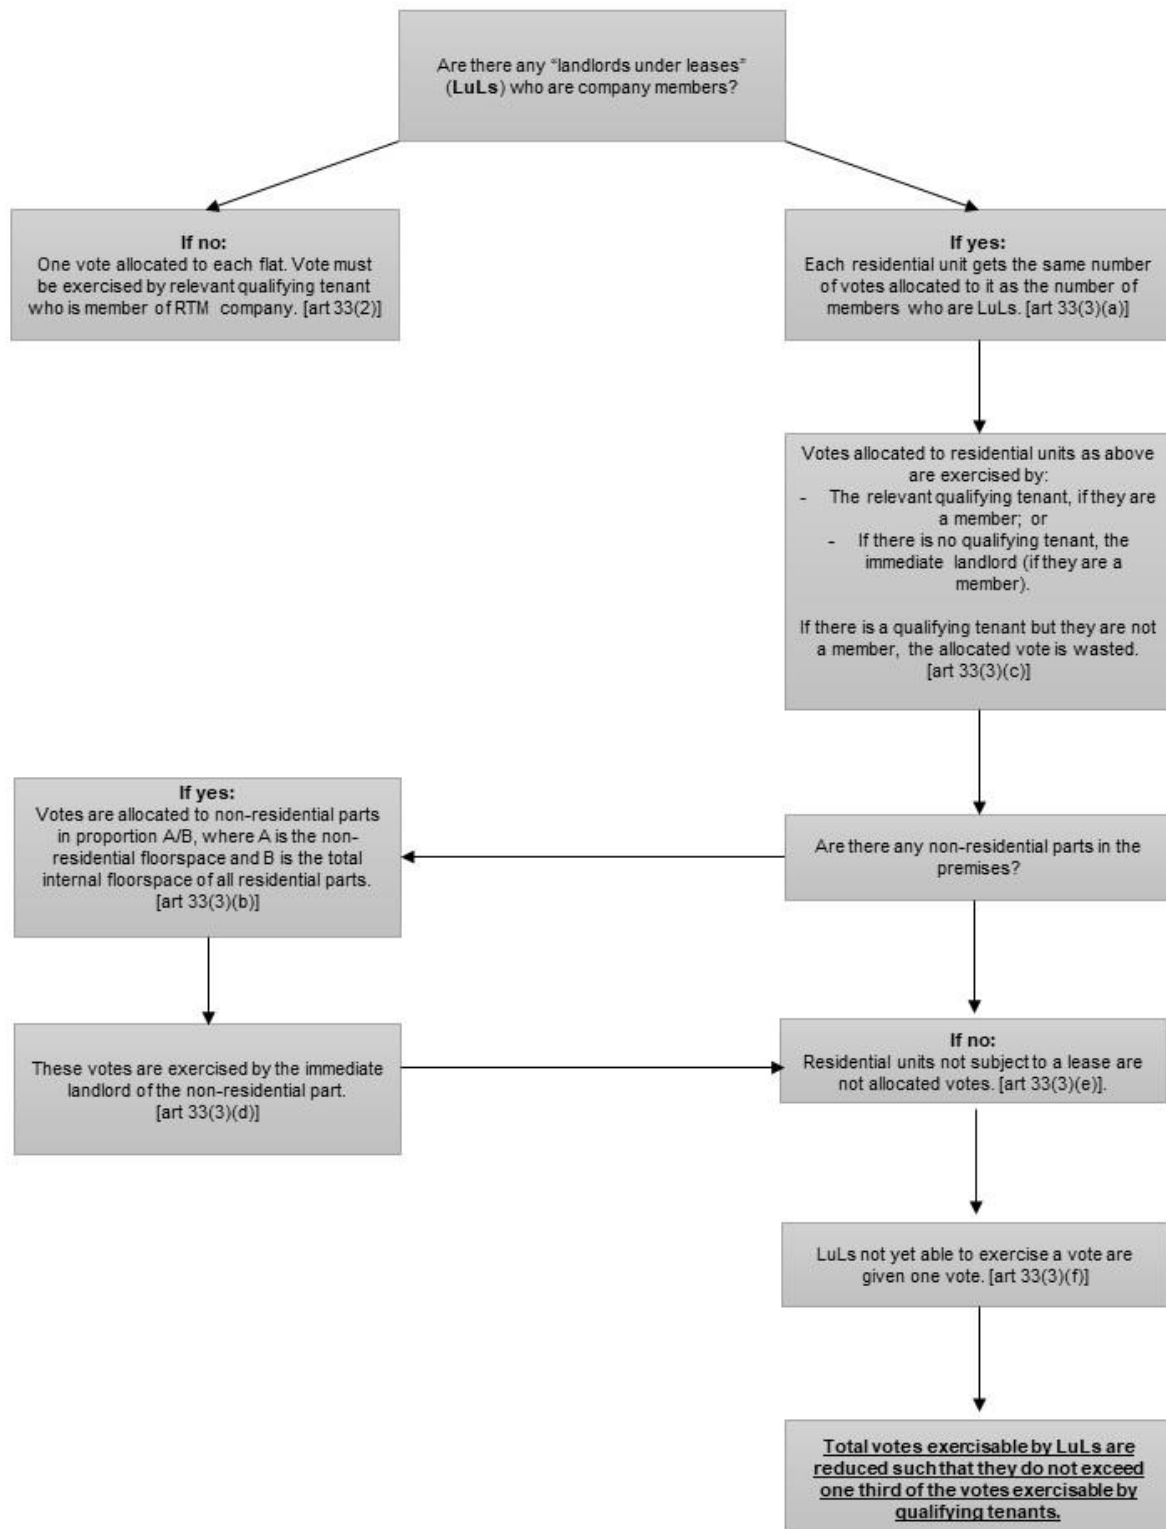 Are there any “landlords under leases”
(LuLs) who are company members?
If no:
One vote allocated to each flat. Vote must
be exercised by relevant qualifying tenant
who is member of RTM company. [art 33(2)]
If yes:
Each residential unit gets the same number
of votes allocated to it as the number of
members who are LuLs. [art 33(3)(a)]
Votes allocated to residential units as above
are exercised by:
- The relevant qualifying tenant, if they are
a member; or
- If there is no qualifying tenant, the
immediate landlord (if they are a
member).
If there is a qualifying tenant but they are not
a member, the allocated vote is wasted.
[art 33(3)(c)]
Are there any non-residential parts in the
premises?
If yes:
Votes are allocated to non-residential parts
in proportion A/B, where A is the non-
residential floorspace and B is the total
internal floorspace of all residential parts.
[art 33(3)(b)]
These votes are exercised by the immediate
landlord of the non-residential part.
[art 33(3)(d)]
If no:
Residential units not subject to a lease are
not allocated votes. [art 33(3)(e)].
LuLs not yet able to exercise a vote are
given one vote. [art 33(3)(f)]
Total votes exercisable by LuLs are
reduced such that they do not exceed
one third of the votes exercisable by
qualifying tenants.